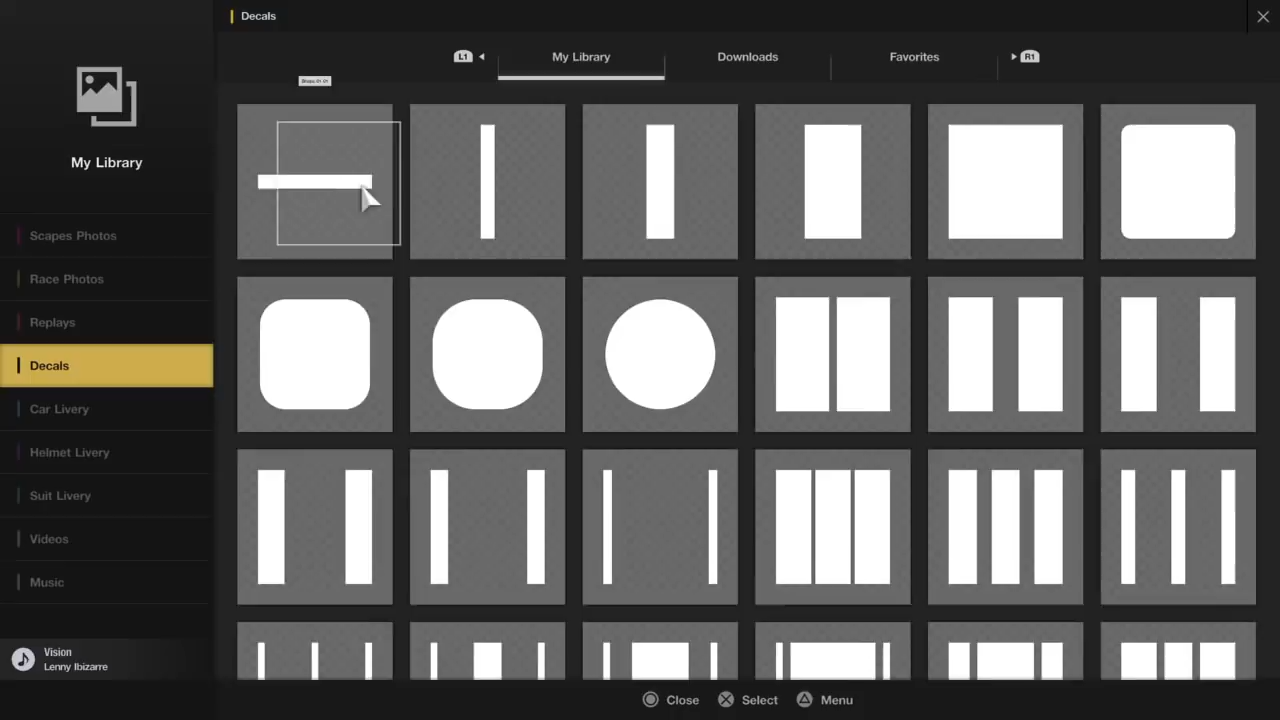 Decals
L1
My Library
Downloads
Favorites
R1
My Library
Scapes Photos
Race Photos
Replays
Decals
Car Livery
Helmet Livery
Suit Livery
Videos
Music
Vision
Lenny Ibizarre
Close
Select
Menu